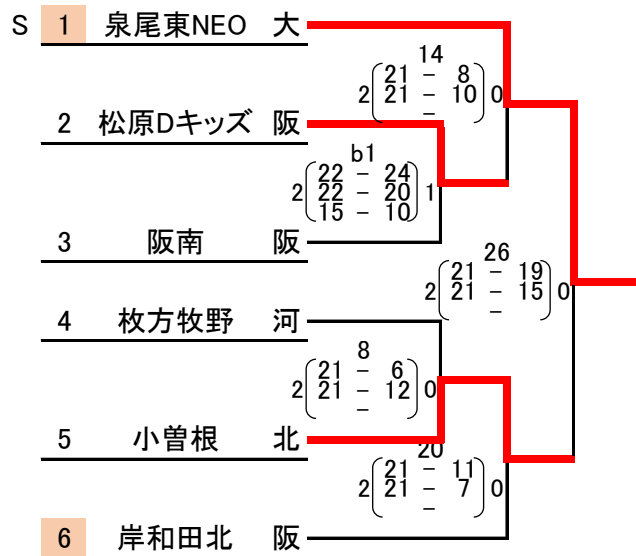 S 1 泉尾東NEO 大
14
2 21 - 8 0
21 - 10
-
2 松原Dキッズ 阪
b1
2 22 - 24 1
22 - 20
15 - 10
3 阪南 阪
26
2 21 - 19 0
21 - 15
-
4 枚方牧野 河
8
2 21 - 6 0
21 - 12
-
5 小曽根 北
20
2 21 - 11 0
21 - 7
-
6 岸和田北 阪